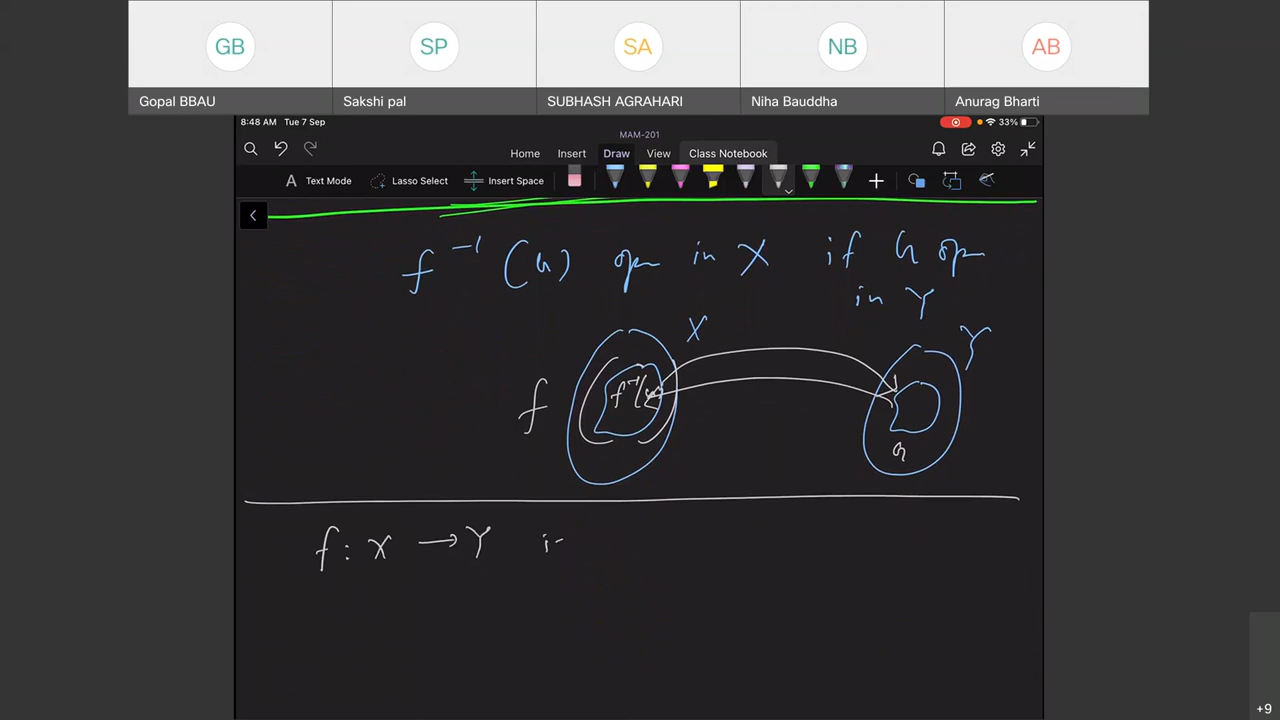 GB SP SA NB AB
Gopal BBAU Sakshi pal SUBHASH AGRAHARI Niha Bauddha Anurag Bharti
8:48 AM Tue 7 Sep 33%
MAM-201
Home Insert Draw View Class Notebook
A Text Mode Lasso Select Insert Space
f⁻¹(G) open in X if G open
in Y
X Y
f f⁻¹(G
G
f: X → Y i
+9